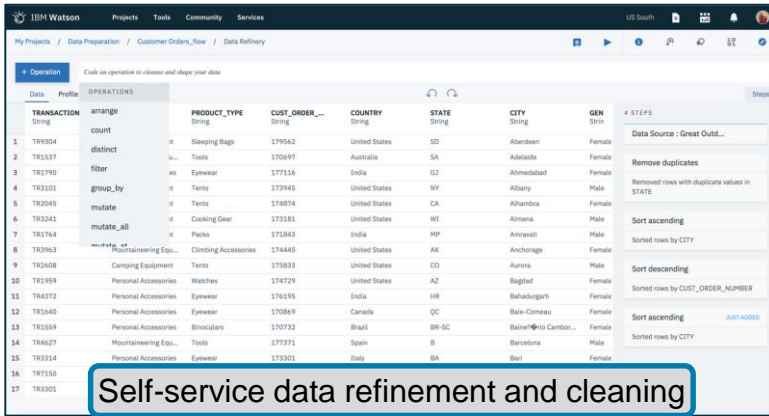 IBM Watson Projects Tools Community Services US South
My Projects / Data Preparation / Customer Orders_flow / Data Refinery
+ Operation Code an operation to cleanse and shape your data
Data Profile OPERATIONS Steps
arrange
count
distinct
filter
group_by
mutate
mutate_all
mutate_at
TRANSACTION PRODUCT_TYPE CUST_ORDER_... COUNTRY STATE CITY GEN
String String String String String String Strin
1 TR9304 Sleeping Bags 179562 United States SD Aberdeen Female
2 TR1537 Tools 170697 Australia SA Adelaide Female
3 TR1790 Eyewear 177116 India GJ Ahmedabad Female
4 TR3101 Tents 173945 United States NY Albany Male
5 TR2045 Tents 174874 United States CA Alhambra Female
6 TR3241 Cooking Gear 173181 United States WI Almena Male
7 TR1764 Packs 171843 India MP Amravati Male
8 TR3963 Mountaineering Equ... Climbing Accessories 174445 United States AK Anchorage Female
9 TR2608 Camping Equipment Tents 175833 United States CO Aurora Male
10 TR1959 Personal Accessories Watches 174729 United States AZ Bagdad Female
11 TR4372 Personal Accessories Eyewear 176195 India HR Bahadurgarh Female
12 TR1640 Personal Accessories Eyewear 170869 Canada QC Baie-Comeau Female
13 TR1559 Personal Accessories Binoculars 170732 Brazil BR-SC Female
14 TR4627 Mountaineering Equ... Tools 177371 Spain B Barcelona Male
15 TR3314 Personal Accessories Eyewear 173301 Italy BA Bari Female
16 TR7150
17 TR3301
4 STEPS
Data Source : Great Outd...
Remove duplicates
Removed rows with duplicate values in
STATE
Sort ascending
Sorted rows by CITY
Sort descending
Sorted rows by CUST_ORDER_NUMBER
Sort ascending JUST ADDED
Sorted rows by CITY
Self-service data refinement and cleaning